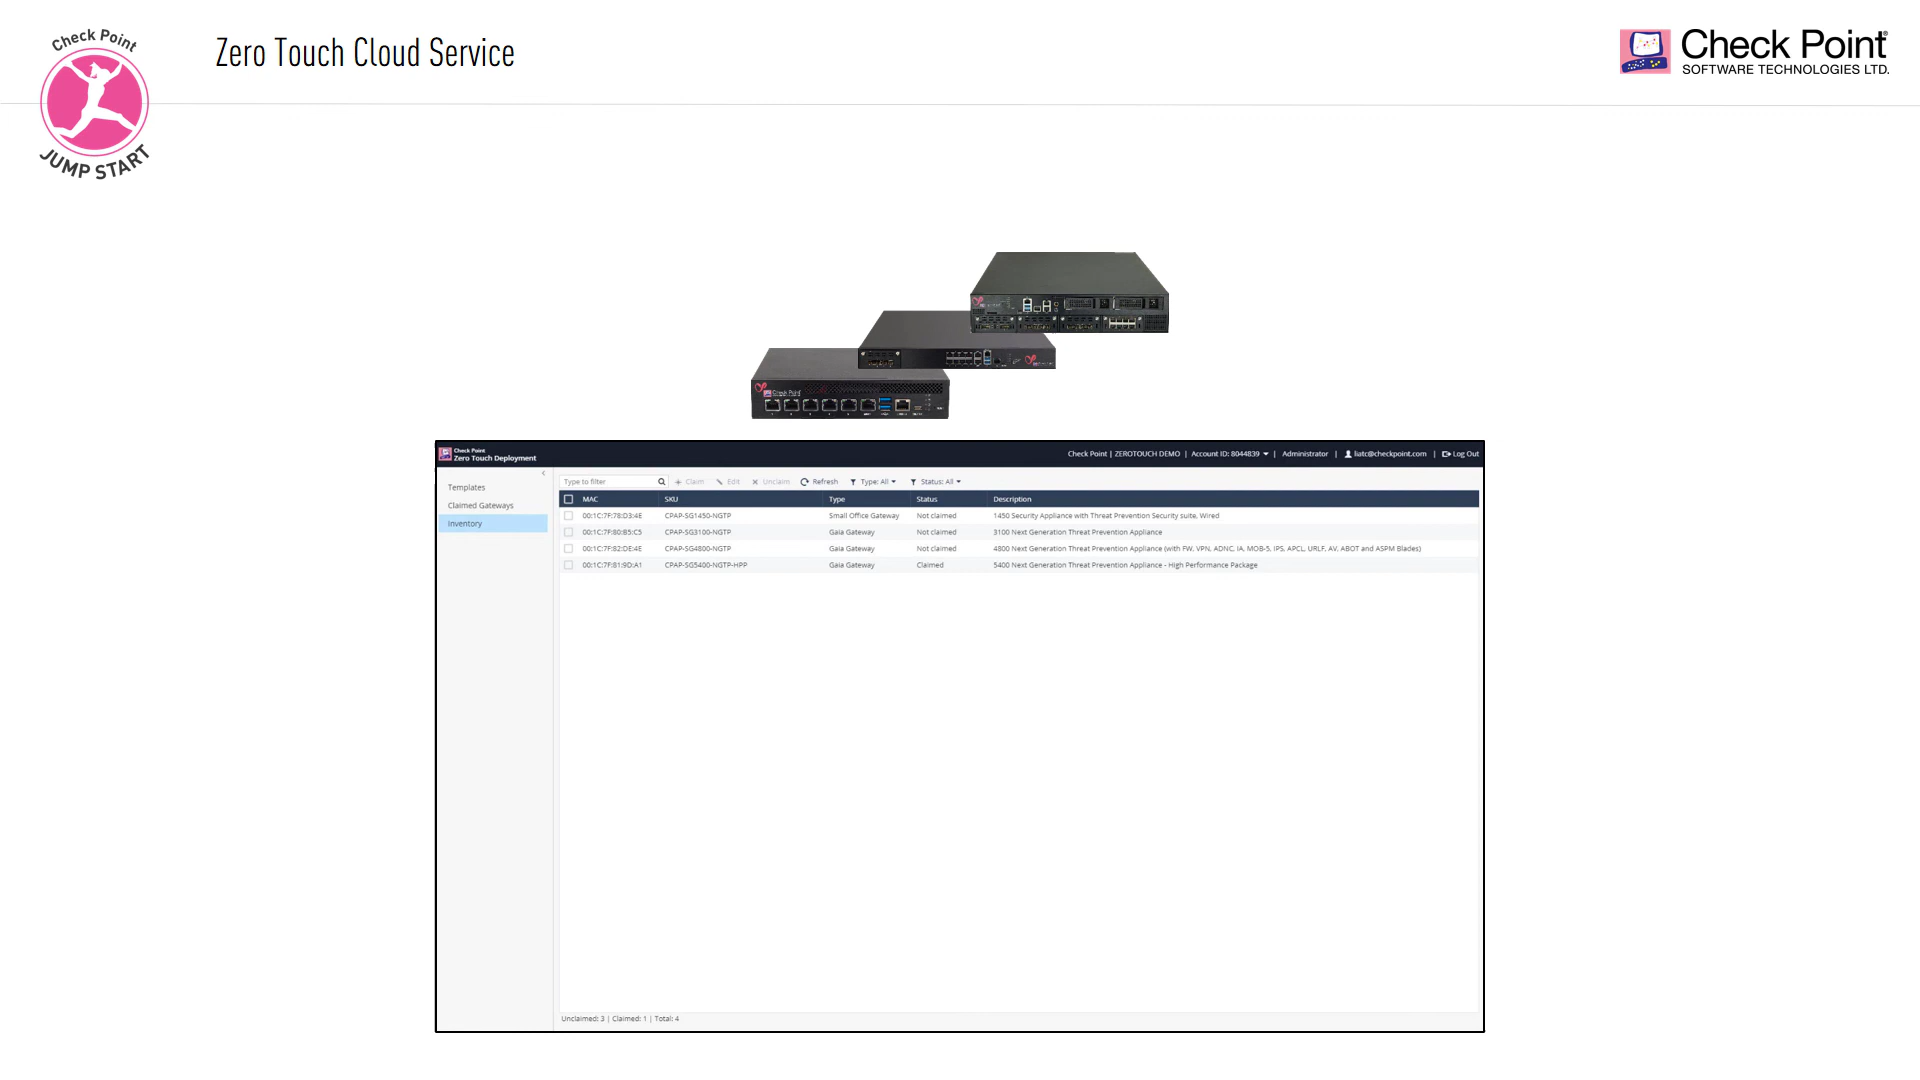 Check Point
JUMP START
Zero Touch Cloud Service
Check Point
SOFTWARE TECHNOLOGIES LTD.
Check Point
Check Point
Zero Touch Deployment
Check Point | ZEROTOUCH DEMO | Account ID: 8044839 | Administrator | liatc@checkpoint.com | Log Out
Templates
Claimed Gateways
Inventory
Type to filter Claim Edit Unclaim Refresh Type: All Status: All
MAC SKU Type Status Description
00:1C:7F:78:D3:4E CPAP-SG1450-NGTP Small Office Gateway Not claimed 1450 Security Appliance with Threat Prevention Security suite, Wired
00:1C:7F:80:B5:C5 CPAP-SG3100-NGTP Gaia Gateway Not claimed 3100 Next Generation Threat Prevention Appliance
00:1C:7F:82:DE:4E CPAP-SG4800-NGTP Gaia Gateway Not claimed 4800 Next Generation Threat Prevention Appliance (with FW, VPN, ADNC, IA, MOB-5, IPS, APCL, URLF, AV, ABOT and ASPM Blades)
00:1C:7F:81:9D:A1 CPAP-SG5400-NGTP-HPP Gaia Gateway Claimed 5400 Next Generation Threat Prevention Appliance - High Performance Package
Unclaimed: 3 | Claimed: 1 | Total: 4